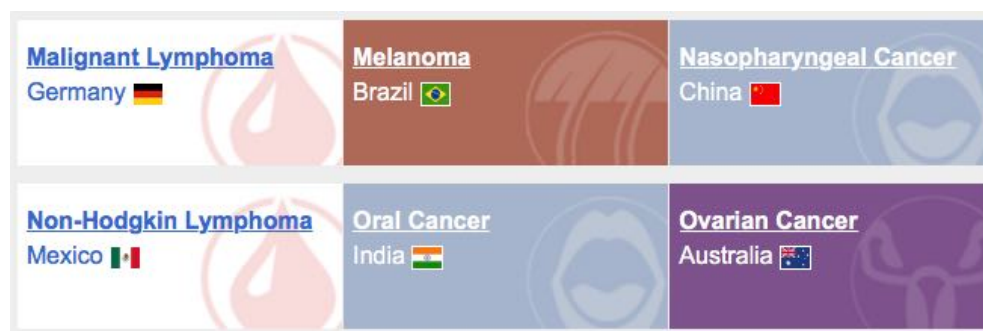 Malignant Lymphoma
Germany
Melanoma
Brazil
Nasopharyngeal Cancer
China
Non-Hodgkin Lymphoma
Mexico
Oral Cancer
India
Ovarian Cancer
Australia